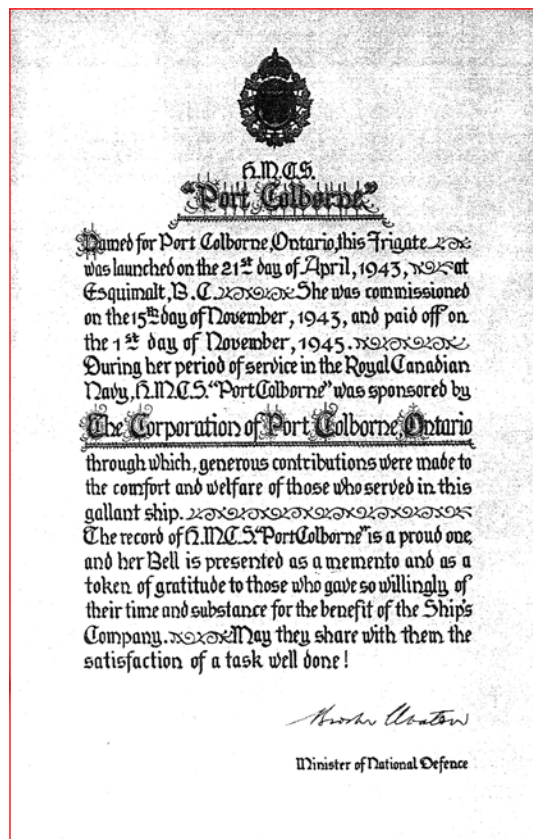 H.M.C.S.
"Port Colborne"
Named for Port Colborne, Ontario, this Frigate
was launched on the 21st day of April, 1943, at
Esquimalt, B.C. She was commissioned
on the 15th day of November, 1943, and paid off on
the 1st day of November, 1945.
During her period of service in the Royal Canadian
Navy, H.M.C.S. "Port Colborne" was sponsored by
The Corporation of Port Colborne, Ontario
through which, generous contributions were made to
the comfort and welfare of those who served in this
gallant ship.
The record of H.M.C.S. "Port Colborne" is a proud one,
and her Bell is presented as a memento and as a
token of gratitude to those who gave so willingly of
their time and substance for the benefit of the Ship's
Company. May they share with them the
satisfaction of a task well done!
Minister of National Defence